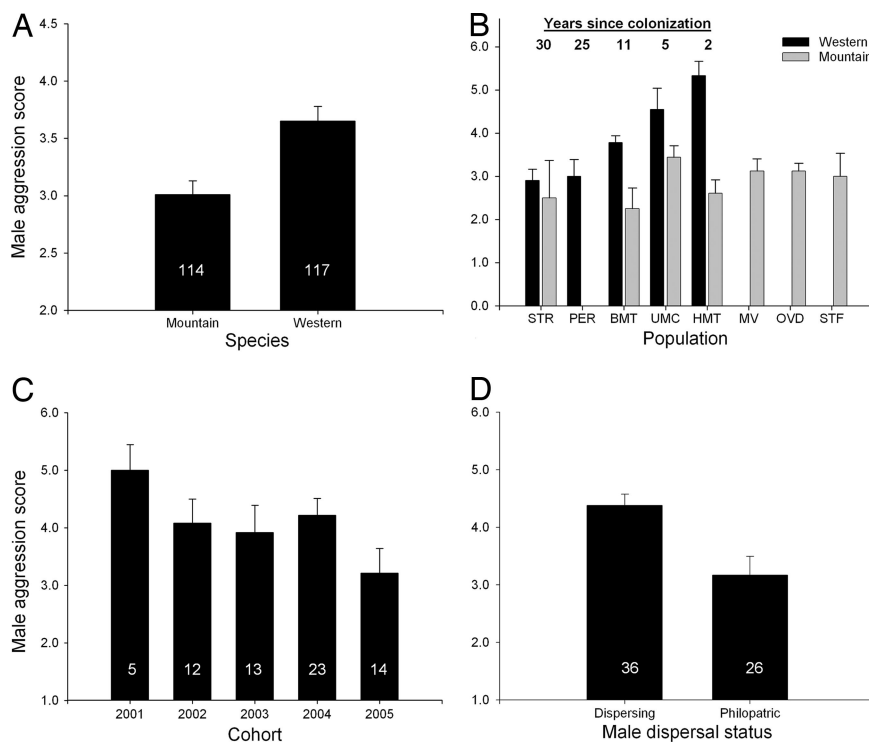 A
Male aggression score
4.5
4.0
3.5
3.0
2.5
2.0
114
117
Mountain
Western
Species
B
Years since colonization
30 25 11 5 2
Western
Mountain
6.0
5.0
4.0
3.0
2.0
1.0
0.0
STR PER BMT UMC HMT MV OVD STF
Population
C
Male aggression score
6.0
5.0
4.0
3.0
2.0
1.0
5 12 13 23 14
2001 2002 2003 2004 2005
Cohort
D
6.0
5.0
4.0
3.0
2.0
1.0
36
26
Dispersing
Philopatric
Male dispersal status